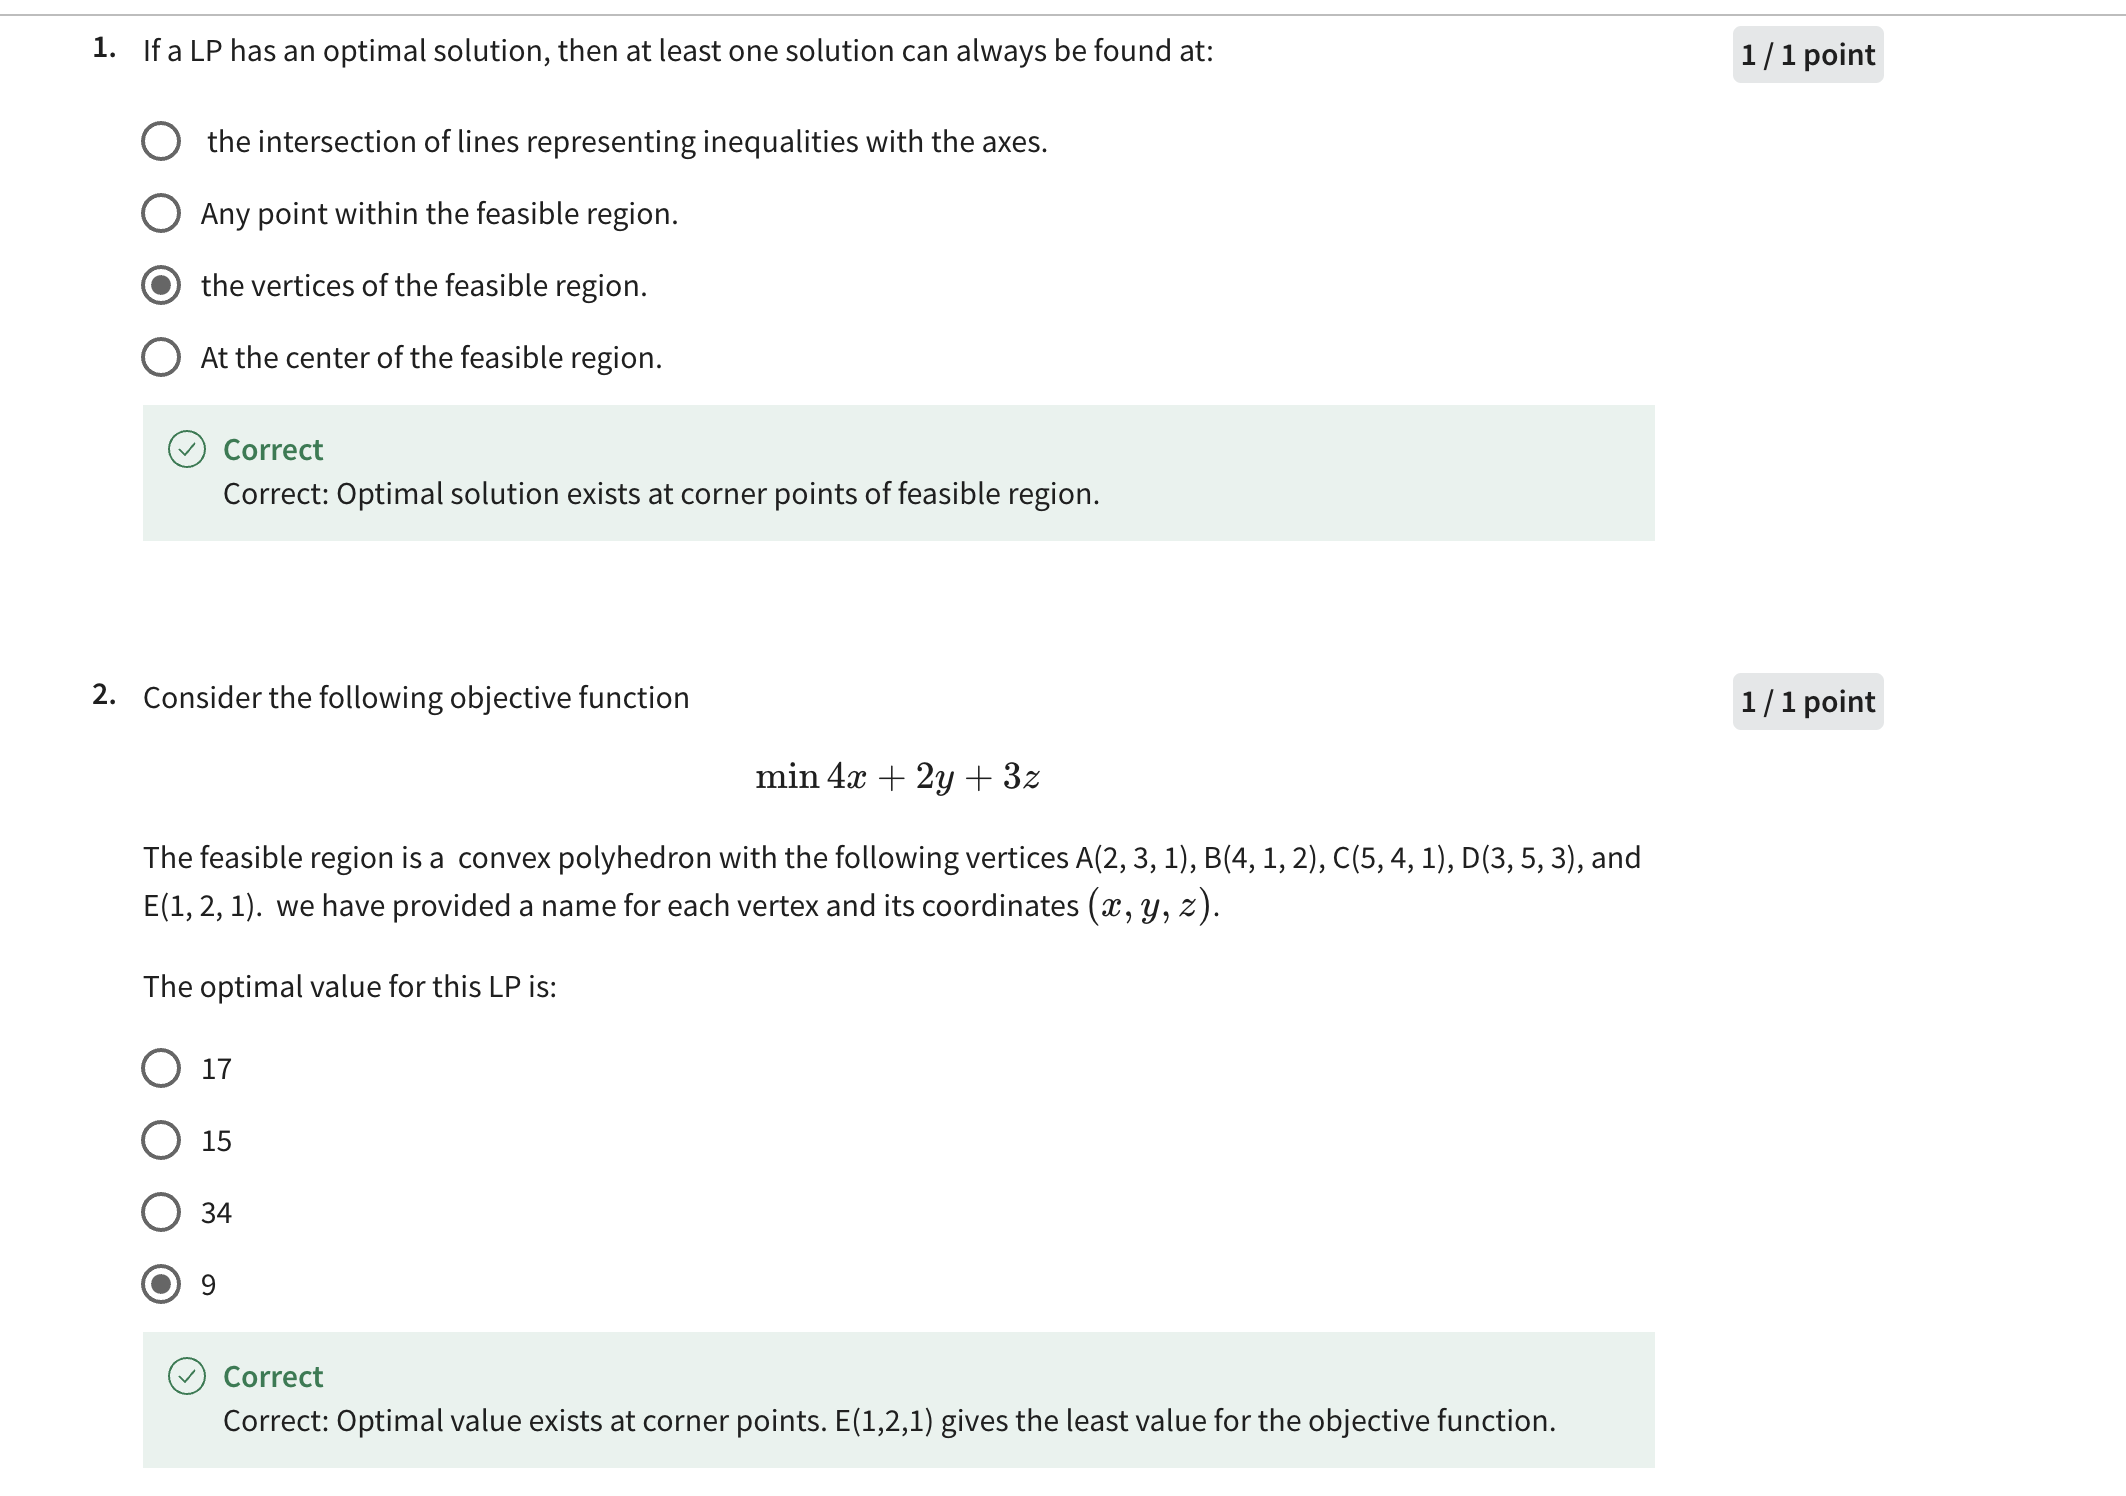 1. If a LP has an optimal solution, then at least one solution can always be found at:
1 / 1 point
the intersection of lines representing inequalities with the axes.
Any point within the feasible region.
the vertices of the feasible region.
At the center of the feasible region.
Correct
Correct: Optimal solution exists at corner points of feasible region.
2. Consider the following objective function
1 / 1 point
min 4x + 2y + 3z
The feasible region is a  convex polyhedron with the following vertices A(2, 3, 1), B(4, 1, 2), C(5, 4, 1), D(3, 5, 3), and
E(1, 2, 1).  we have provided a name for each vertex and its coordinates (x, y, z).
The optimal value for this LP is:
17
15
34
9
Correct
Correct: Optimal value exists at corner points. E(1,2,1) gives the least value for the objective function.